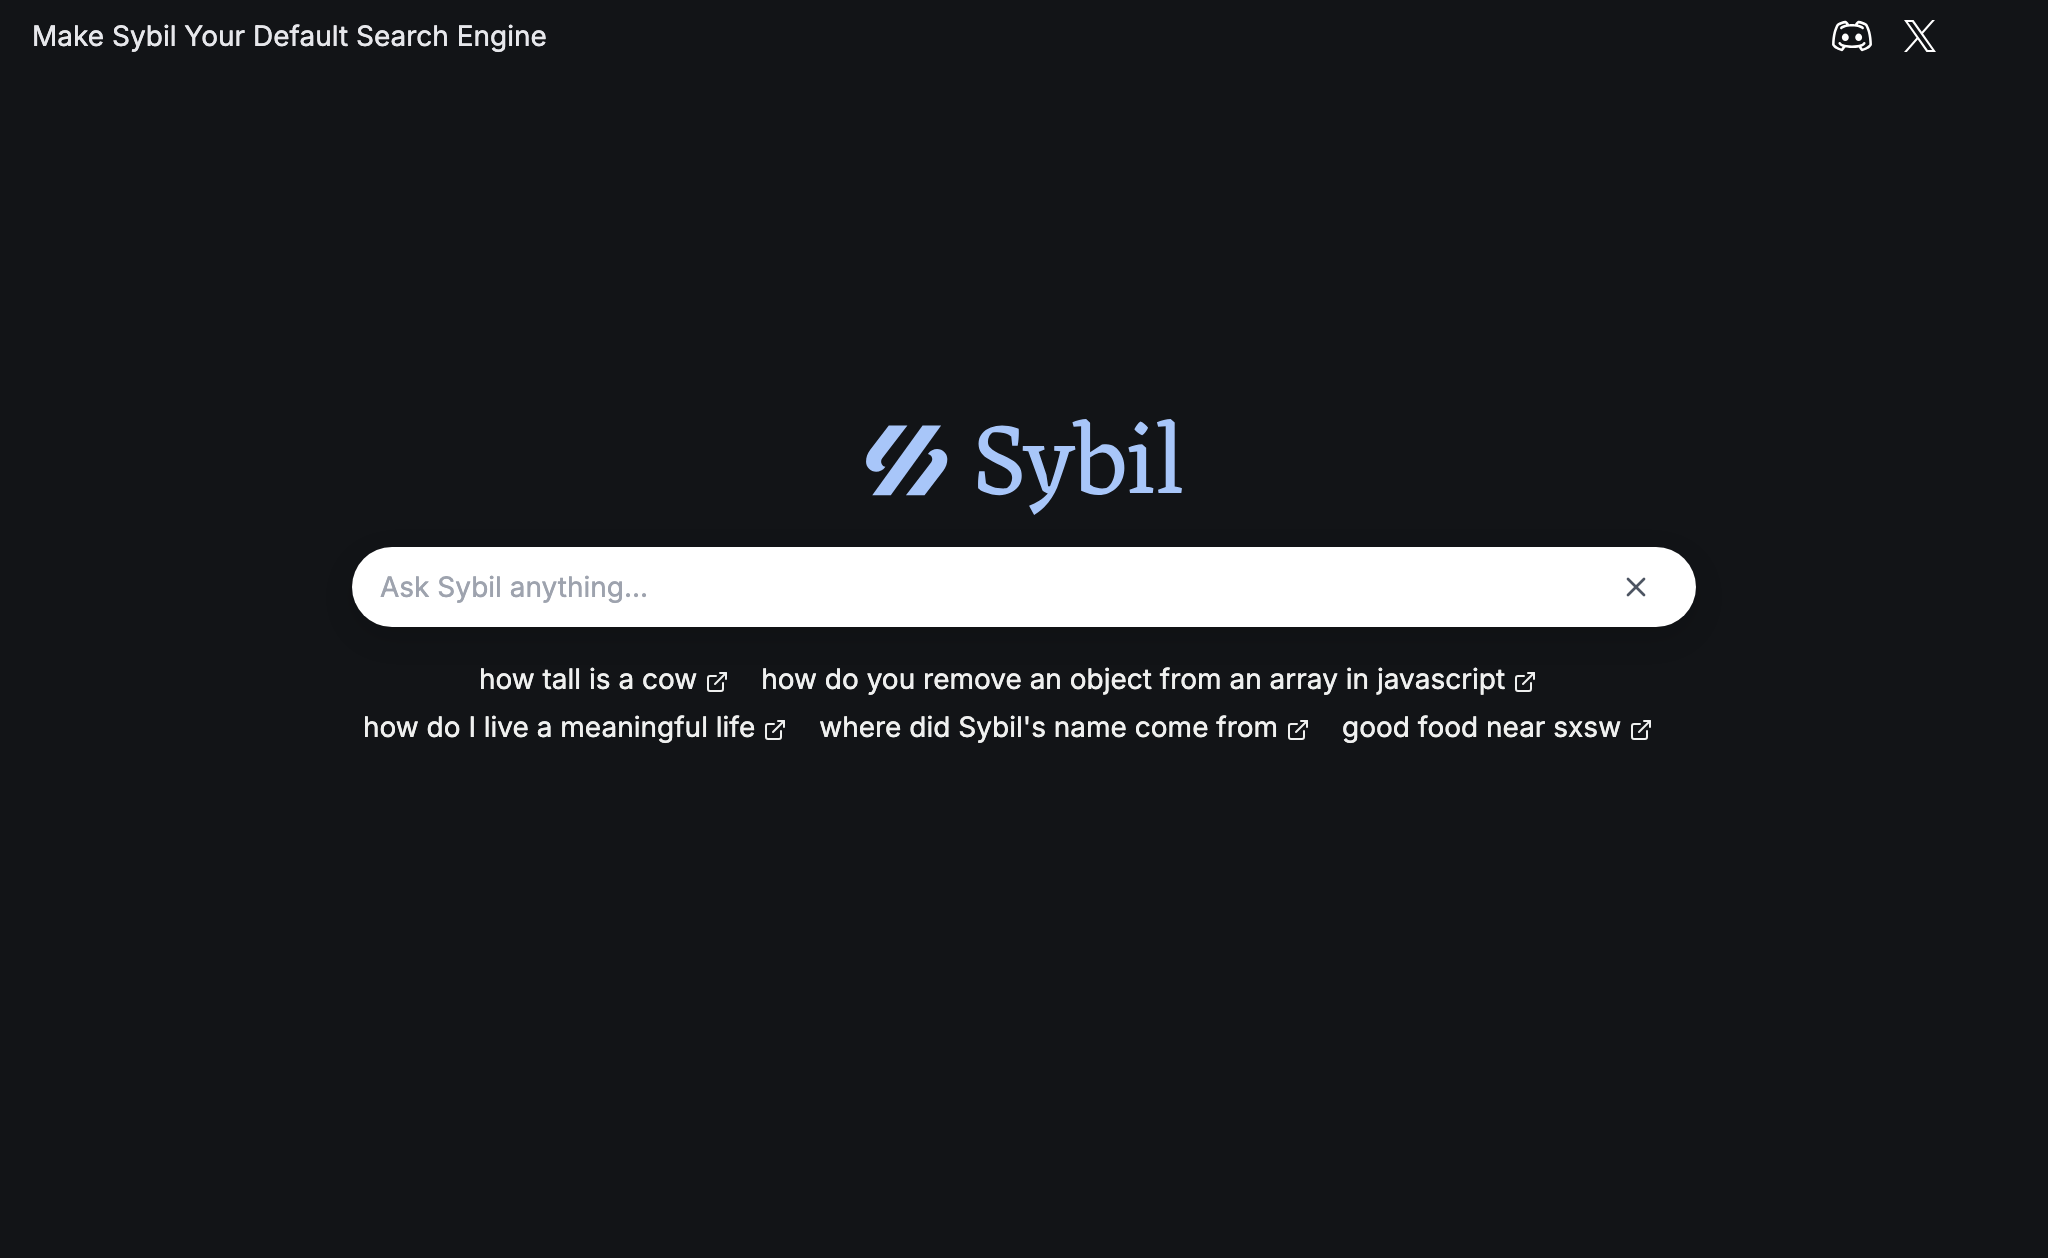 Make Sybil Your Default Search Engine
Sybil
Ask Sybil anything...
how tall is a cow how do you remove an object from an array in javascript
how do I live a meaningful life where did Sybil's name come from good food near sxsw